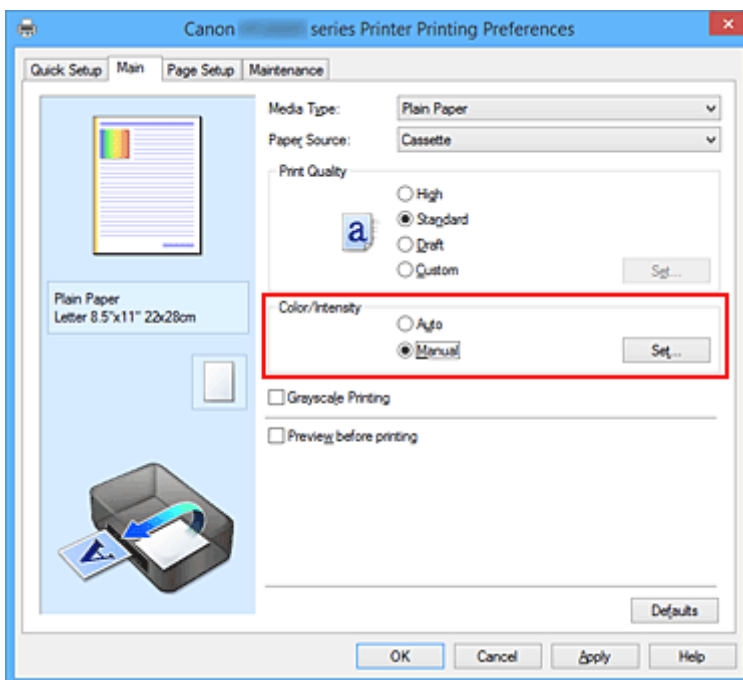 Canon series Printer Printing Preferences
Quick Setup Main Page Setup Maintenance
Media Type: Plain Paper
Paper Source: Cassette
Print Quality
High
Standard
Draft
Custom Set...
a
Plain Paper
Letter 8.5"x11" 22x28cm
Color/Intensity
Auto
Manual Set...
Grayscale Printing
Preview before printing
A
Defaults
OK Cancel Apply Help